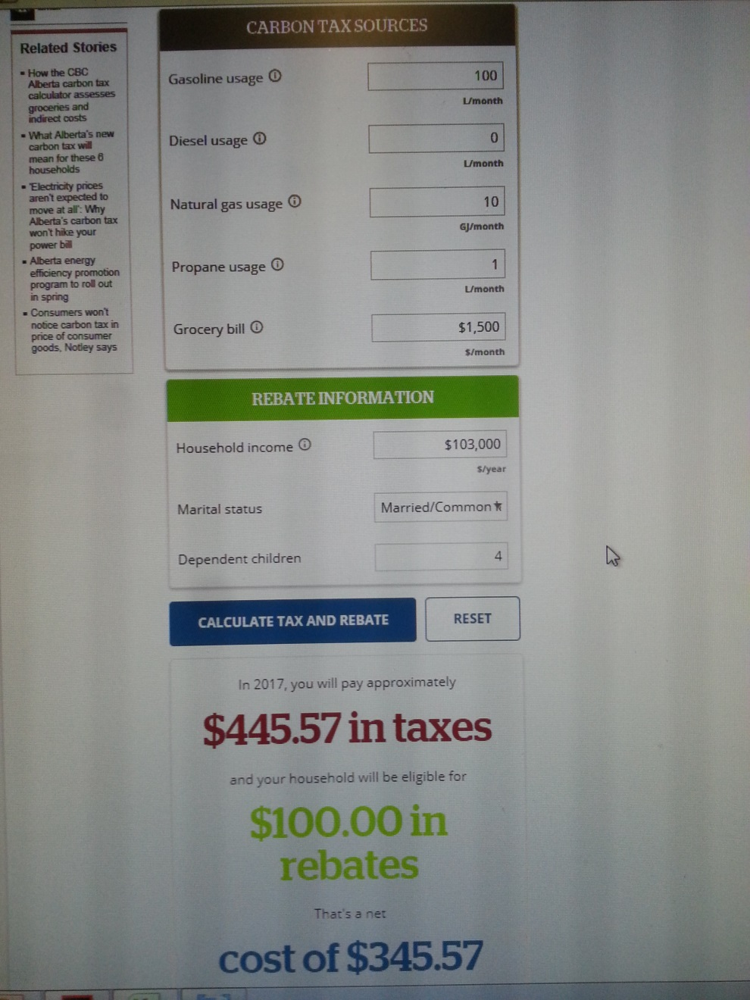 Related Stories
How the CBC
Alberta carbon tax
calculator assesses
groceries and
indirect costs
What Alberta's new
carbon tax will
mean for these 6
households
'Electricity prices
aren't expected to
move at all': Why
Alberta's carbon tax
won't hike your
power bill
Alberta energy
efficiency promotion
program to roll out
in spring
Consumers won't
notice carbon tax in
price of consumer
goods, Notley says
CARBON TAX SOURCES
Gasoline usage 100
L/month
Diesel usage 0
L/month
Natural gas usage 10
GJ/month
Propane usage 1
L/month
Grocery bill $1,500
$/month
REBATE INFORMATION
Household income $103,000
$/year
Marital status Married/Common
Dependent children 4
CALCULATE TAX AND REBATE RESET
In 2017, you will pay approximately
$445.57 in taxes
and your household will be eligible for
$100.00 in
rebates
That's a net
cost of $345.57